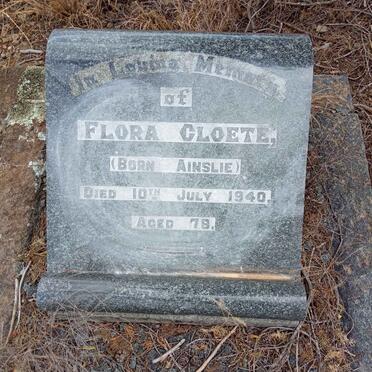 In Loving Memory
of
FLORA CLOETE,
(BORN AINSLIE)
DIED 10TH JULY 1940.
AGED 78.